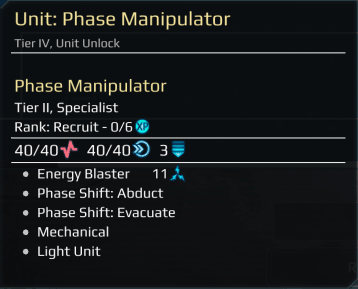 Unit: Phase Manipulator
Tier IV, Unit Unlock
Phase Manipulator
Tier II, Specialist
Rank: Recruit - 0/6 XP
40/40 40/40 3
Energy Blaster 11
Phase Shift: Abduct
Phase Shift: Evacuate
Mechanical
Light Unit